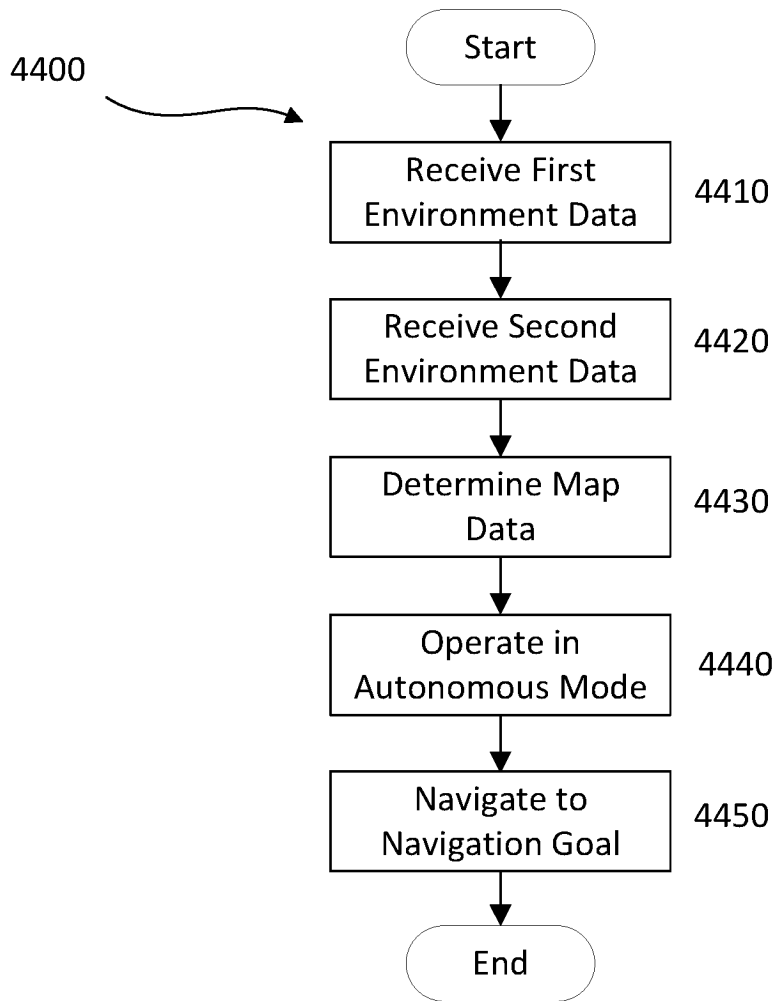 Start
4400
Receive First
Environment Data
4410
Receive Second
Environment Data
4420
Determine Map
Data
4430
Operate in
Autonomous Mode
4440
Navigate to
Navigation Goal
4450
End